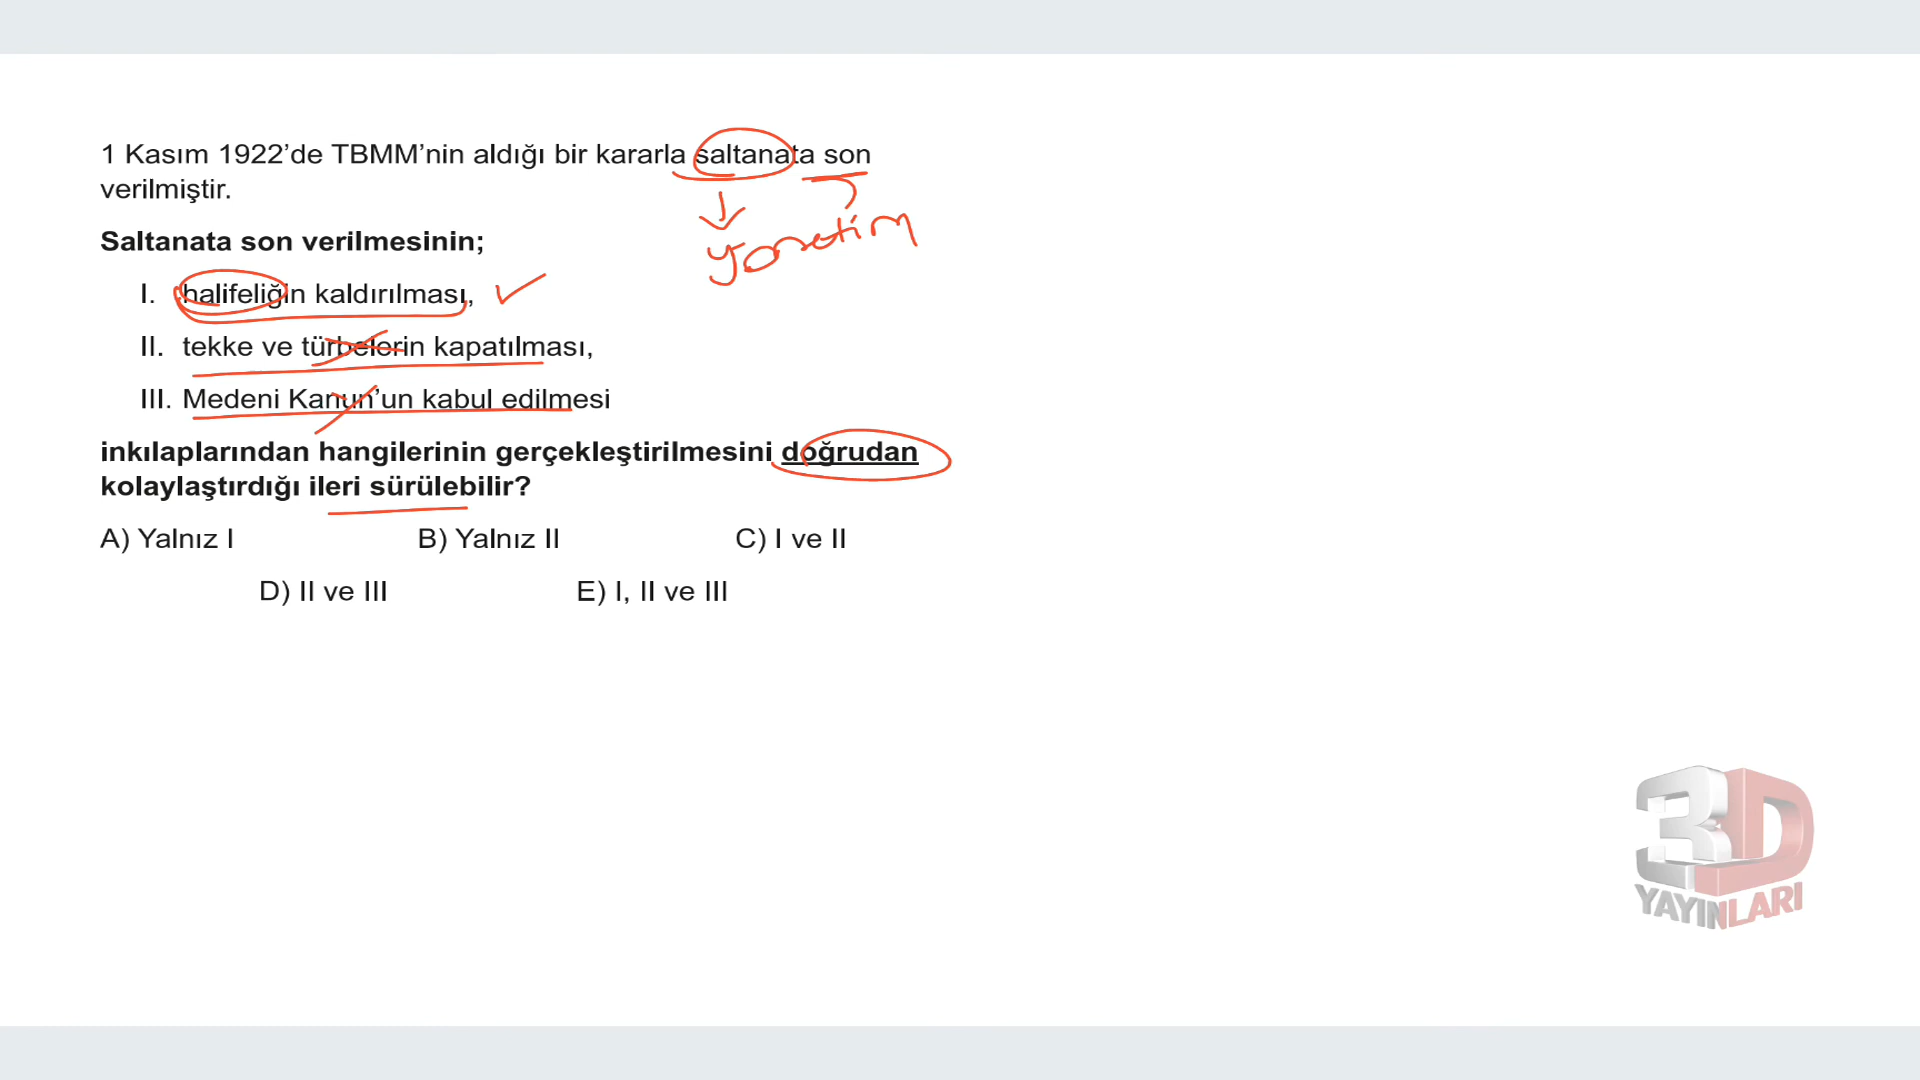 1 Kasım 1922’de TBMM’nin aldığı bir kararla saltanata son
verilmiştir.
yönetim
Saltanata son verilmesinin;
I. halifeliğin kaldırılması,
II. tekke ve türbelerin kapatılması,
III. Medeni Kanun’un kabul edilmesi
inkılaplarından hangilerinin gerçekleştirilmesini doğrudan
kolaylaştırdığı ileri sürülebilir?
A) Yalnız I B) Yalnız II C) I ve II
D) II ve III E) I, II ve III
3D
YAYINLARI